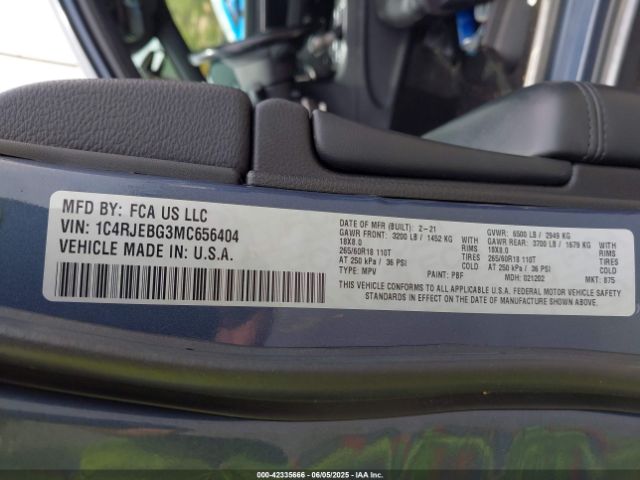 MFD BY: FCA US LLC
VIN: 1C4RJEBG3MC656404
VEHICLE MADE IN U.S.A.
DATE OF MFR (BUILT): 2-21 GVWR: 6500 LB / 2949 KG
GAWR FRONT: 3200 LB / 1452 KG WITH GAWR REAR: 3700 LB / 1679 KG WITH
18X8.0 RIMS 18X8.0 RIMS
265/60R18 110T TIRES 265/60R18 110T TIRES
AT 250 kPa / 36 PSI COLD AT 250 kPa / 36 PSI COLD
TYPE: MPV PAINT: PBF MDH: 021202 MKT: 875
THIS VEHICLE CONFORMS TO ALL APPLICABLE U.S.A. FEDERAL MOTOR VEHICLE SAFETY
STANDARDS IN EFFECT ON THE DATE OF MANUFACTURE SHOWN ABOVE.
000-42335666 - 06/05/2025 - IAA Inc.